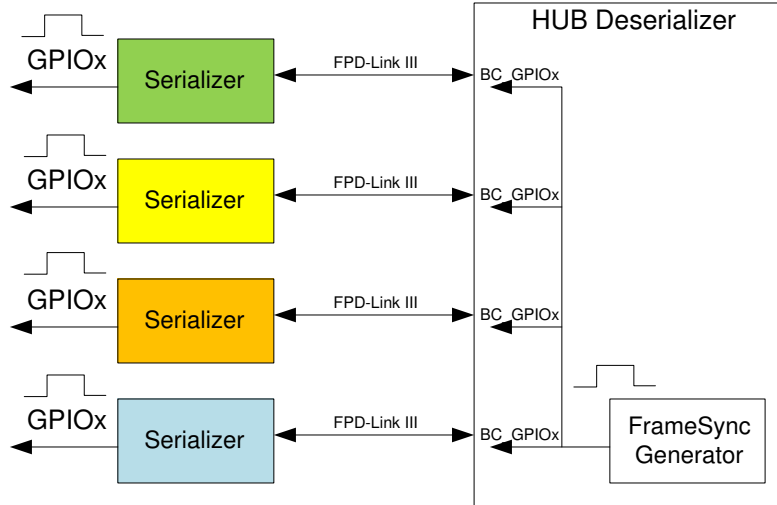 HUB Deserializer
GPIOx
Serializer
FPD-Link III
BC_GPIOx
GPIOx
Serializer
FPD-Link III
BC_GPIOx
GPIOx
Serializer
FPD-Link III
BC_GPIOx
GPIOx
Serializer
FPD-Link III
BC_GPIOx
FrameSync
Generator